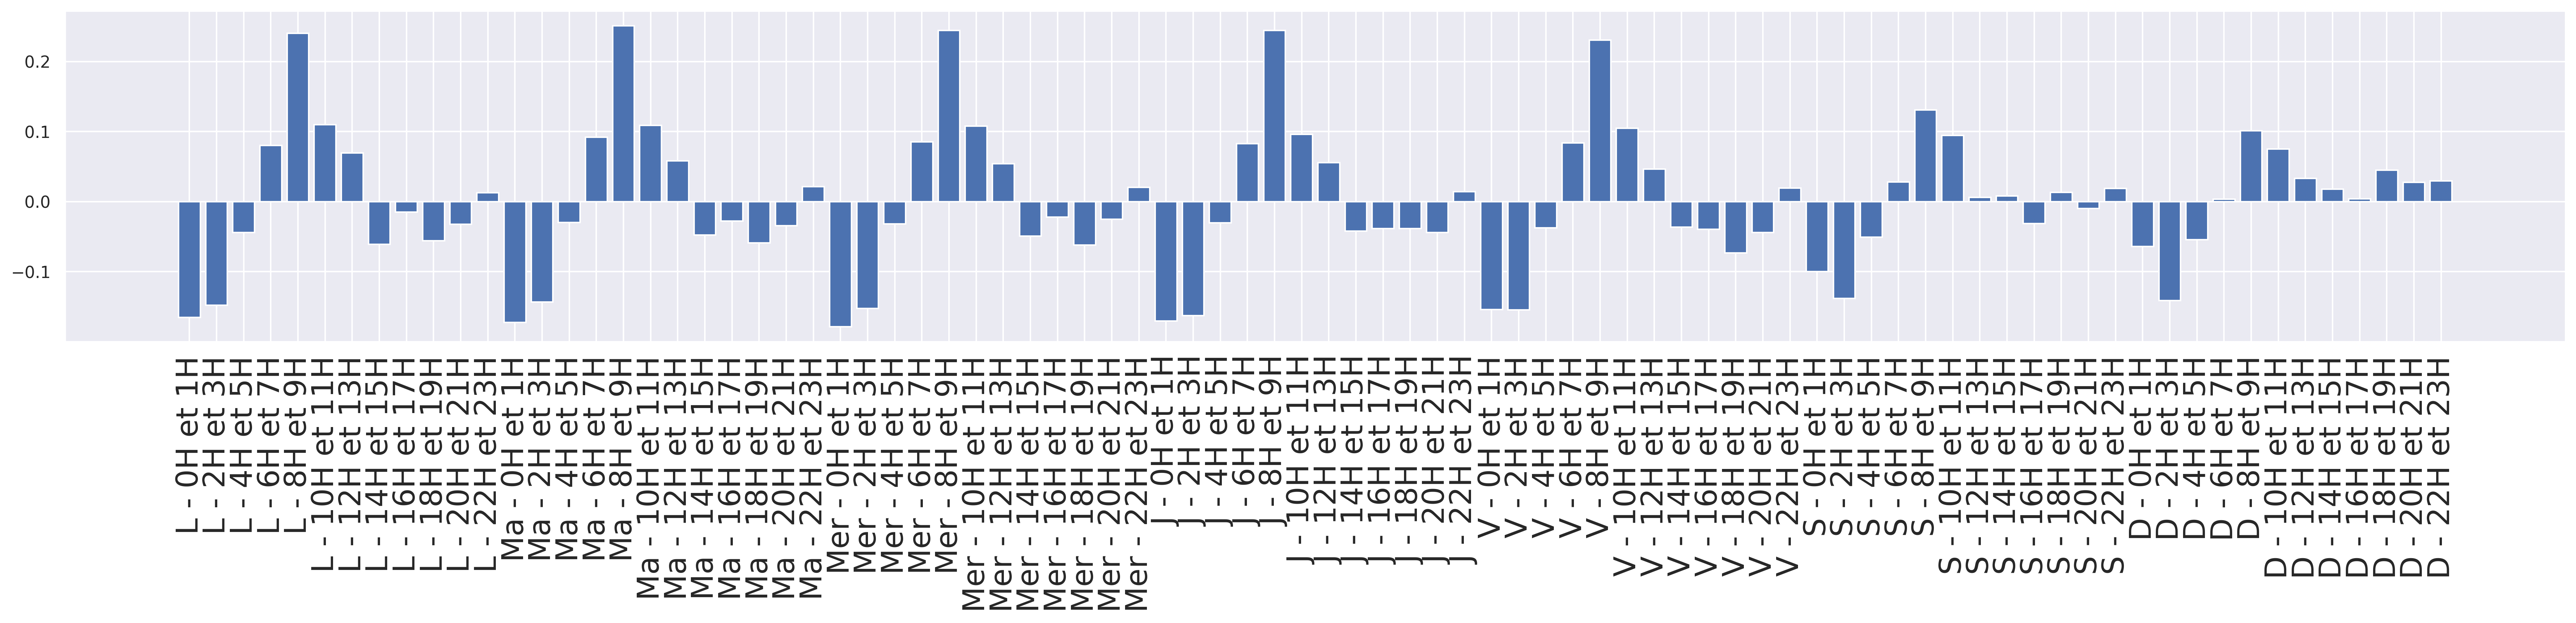 0.2
0.1
0.0
−0.1
L - 0H et 1H
L - 2H et 3H
L - 4H et 5H
L - 6H et 7H
L - 8H et 9H
L - 10H et 11H
L - 12H et 13H
L - 14H et 15H
L - 16H et 17H
L - 18H et 19H
L - 20H et 21H
L - 22H et 23H
Ma - 0H et 1H
Ma - 2H et 3H
Ma - 4H et 5H
Ma - 6H et 7H
Ma - 8H et 9H
Ma - 10H et 11H
Ma - 12H et 13H
Ma - 14H et 15H
Ma - 16H et 17H
Ma - 18H et 19H
Ma - 20H et 21H
Ma - 22H et 23H
Mer - 0H et 1H
Mer - 2H et 3H
Mer - 4H et 5H
Mer - 6H et 7H
Mer - 8H et 9H
Mer - 10H et 11H
Mer - 12H et 13H
Mer - 14H et 15H
Mer - 16H et 17H
Mer - 18H et 19H
Mer - 20H et 21H
Mer - 22H et 23H
J - 0H et 1H
J - 2H et 3H
J - 4H et 5H
J - 6H et 7H
J - 8H et 9H
J - 10H et 11H
J - 12H et 13H
J - 14H et 15H
J - 16H et 17H
J - 18H et 19H
J - 20H et 21H
J - 22H et 23H
V - 0H et 1H
V - 2H et 3H
V - 4H et 5H
V - 6H et 7H
V - 8H et 9H
V - 10H et 11H
V - 12H et 13H
V - 14H et 15H
V - 16H et 17H
V - 18H et 19H
V - 20H et 21H
V - 22H et 23H
S - 0H et 1H
S - 2H et 3H
S - 4H et 5H
S - 6H et 7H
S - 8H et 9H
S - 10H et 11H
S - 12H et 13H
S - 14H et 15H
S - 16H et 17H
S - 18H et 19H
S - 20H et 21H
S - 22H et 23H
D - 0H et 1H
D - 2H et 3H
D - 4H et 5H
D - 6H et 7H
D - 8H et 9H
D - 10H et 11H
D - 12H et 13H
D - 14H et 15H
D - 16H et 17H
D - 18H et 19H
D - 20H et 21H
D - 22H et 23H